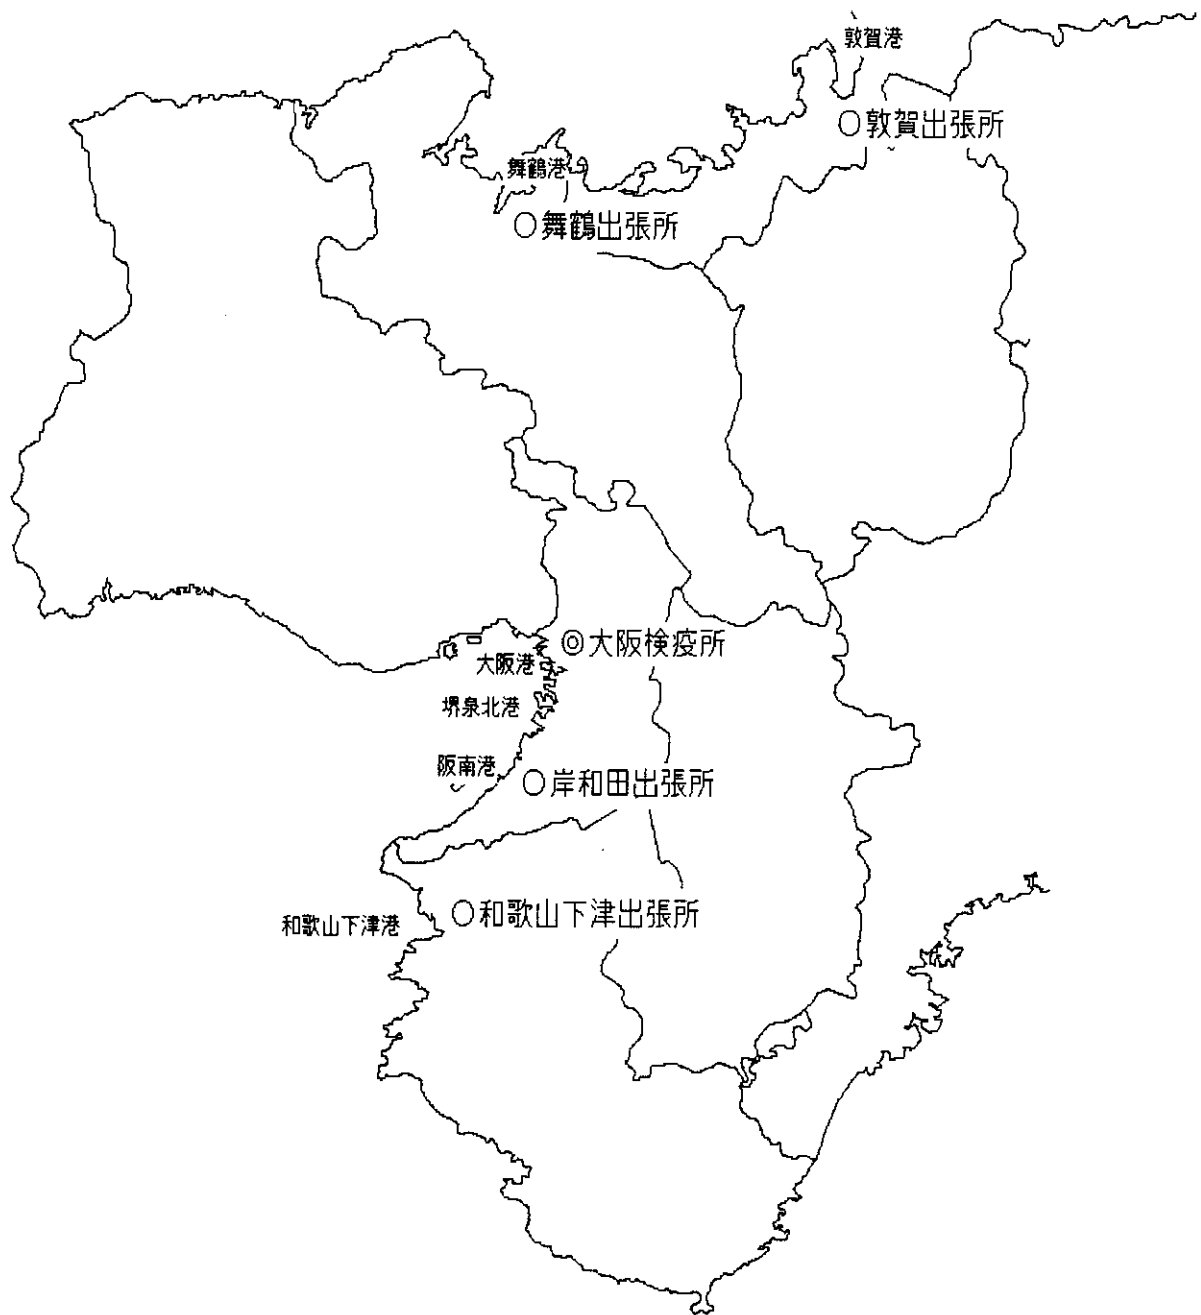 敦賀港
○敦賀出張所
舞鶴港
○舞鶴出張所
◎大阪検疫所
大阪港
堺泉北港
阪南港
○岸和田出張所
和歌山下津港
○和歌山下津出張所